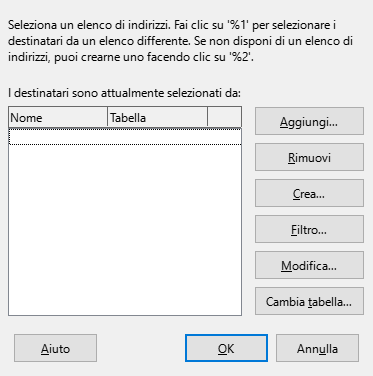 Seleziona un elenco di indirizzi. Fai clic su '%1' per selezionare i
destinatari da un elenco differente. Se non disponi di un elenco di
indirizzi, puoi crearne uno facendo clic su '%2'.
I destinatari sono attualmente selezionati da:
Nome Tabella
Aggiungi...
Rimuovi
Crea...
Filtro...
Modifica...
Cambia tabella...
Aiuto OK Annulla